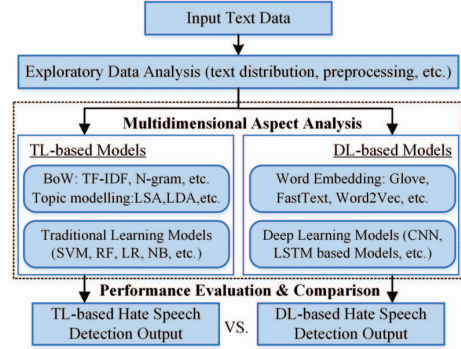 Input Text Data
Exploratory Data Analysis (text distribution, preprocessing, etc.)
Multidimensional Aspect Analysis
TL-based Models
BoW: TF-IDF, N-gram, etc.
Topic modelling:LSA,LDA,etc.
Traditional Learning Models
(SVM, RF, LR, NB, etc.)
DL-based Models
Word Embedding: Glove,
FastText, Word2Vec, etc.
Deep Learning Models (CNN,
LSTM based Models, etc.)
Performance Evaluation & Comparison
TL-based Hate Speech
Detection Output
VS.
DL-based Hate Speech
Detection Output